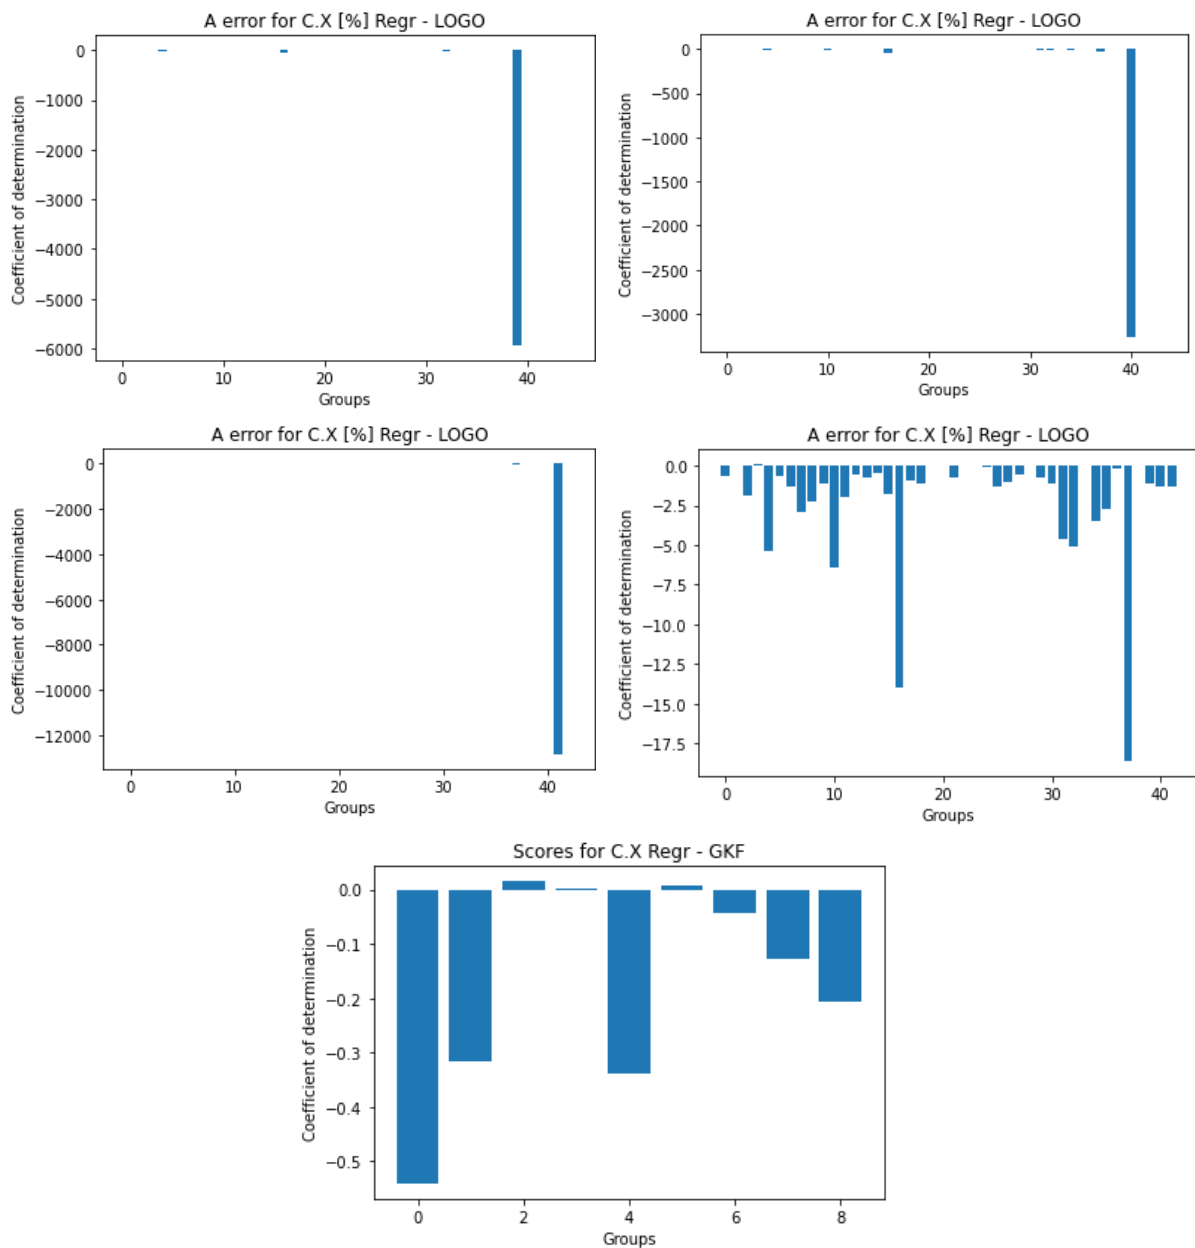 A error for C.X [%] Regr - LOGO
Coefficient of determination
0
−1000
−2000
−3000
−4000
−5000
−6000
0 10 20 30 40
Groups
A error for C.X [%] Regr - LOGO
Coefficient of determination
0
−500
−1000
−1500
−2000
−2500
−3000
0 10 20 30 40
Groups
A error for C.X [%] Regr - LOGO
Coefficient of determination
0
−2000
−4000
−6000
−8000
−10000
−12000
0 10 20 30 40
Groups
A error for C.X [%] Regr - LOGO
Coefficient of determination
0.0
−2.5
−5.0
−7.5
−10.0
−12.5
−15.0
−17.5
0 10 20 30 40
Groups
Scores for C.X Regr - GKF
Coefficient of determination
0.0
−0.1
−0.2
−0.3
−0.4
−0.5
0 2 4 6 8
Groups